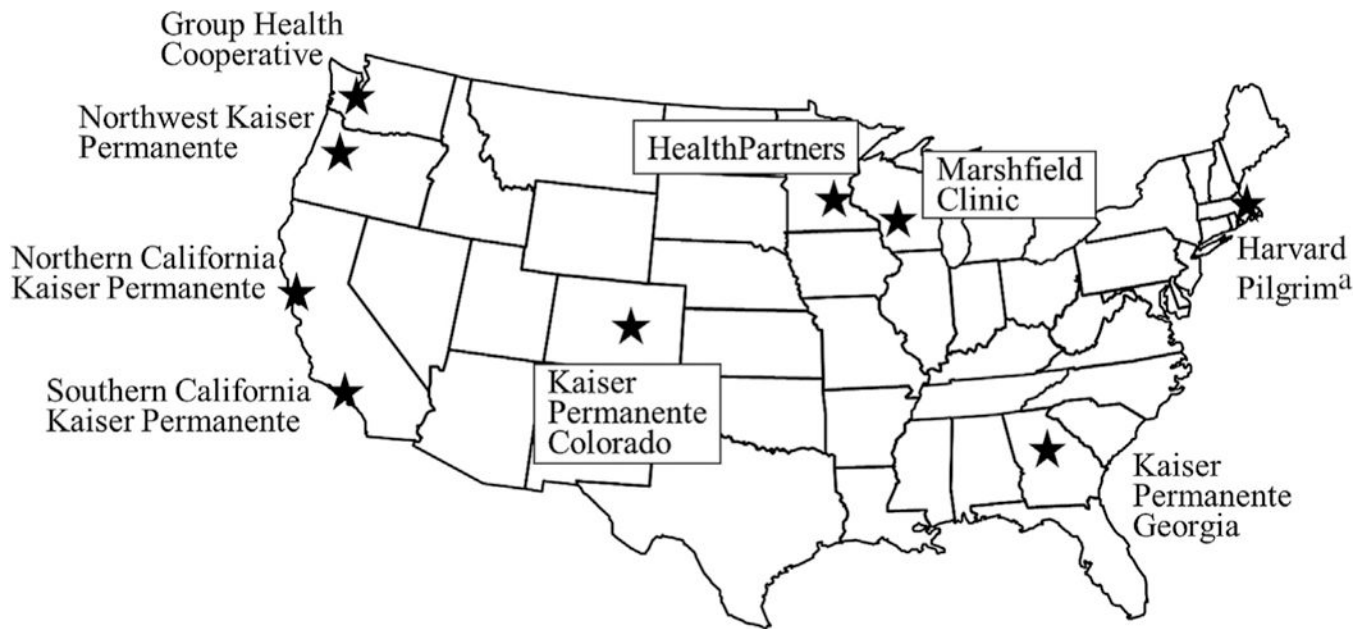 Group Health
Cooperative
Northwest Kaiser
Permanente
HealthPartners
Marshfield
Clinic
Northern California
Kaiser Permanente
Harvard
Pilgrimᵃ
Southern California
Kaiser Permanente
Kaiser
Permanente
Colorado
Kaiser
Permanente
Georgia